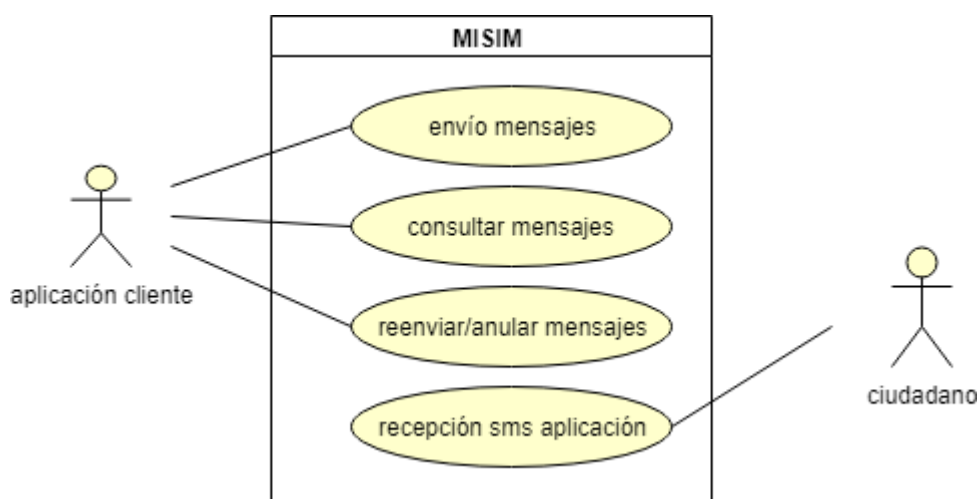 MISIM
envío mensajes
consultar mensajes
aplicación cliente
reenviar/anular mensajes
ciudadano
recepción sms aplicación